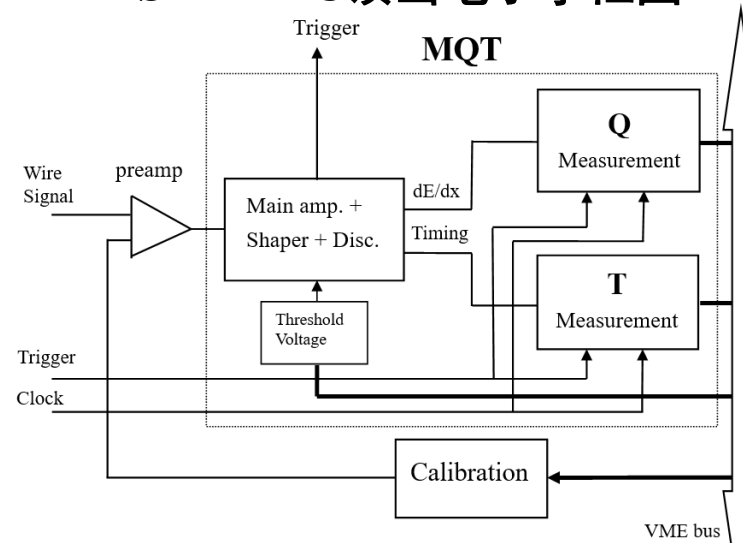 Trigger
MQT
Wire
Signal
preamp
Main amp. +
Shaper + Disc.
dE/dx
Timing
Q
Measurement
T
Measurement
Threshold
Voltage
Trigger
Clock
Calibration
VME bus